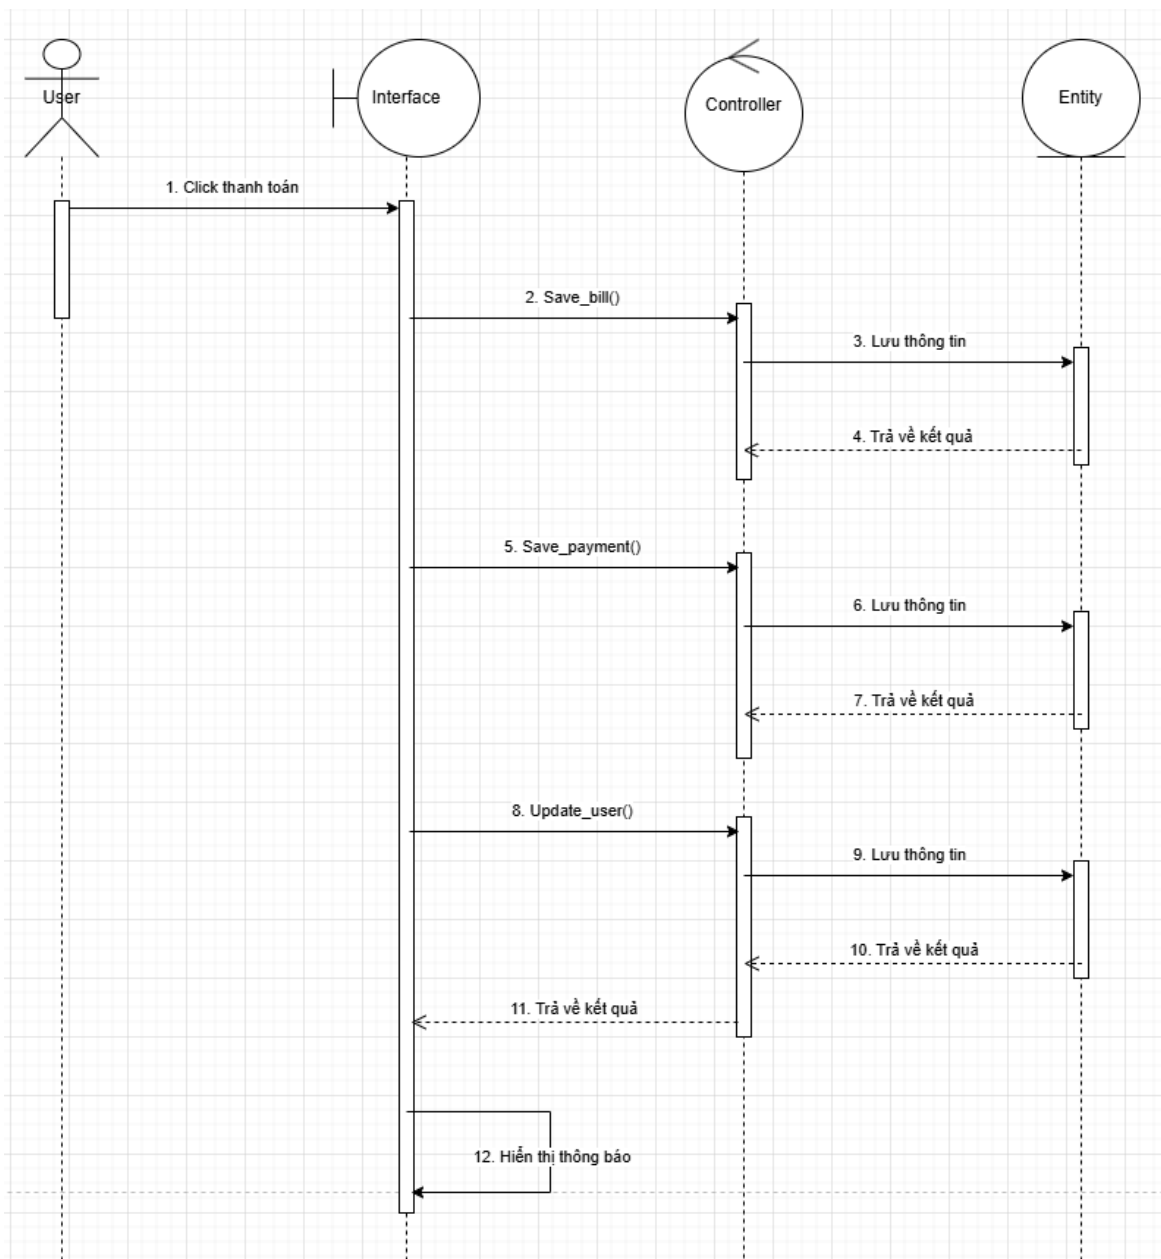 User
Interface
Controller
Entity
1. Click thanh toán
2. Save_bill()
3. Lưu thông tin
4. Trả về kết quả
5. Save_payment()
6. Lưu thông tin
7. Trả về kết quả
8. Update_user()
9. Lưu thông tin
10. Trả về kết quả
11. Trả về kết quả
12. Hiển thị thông báo